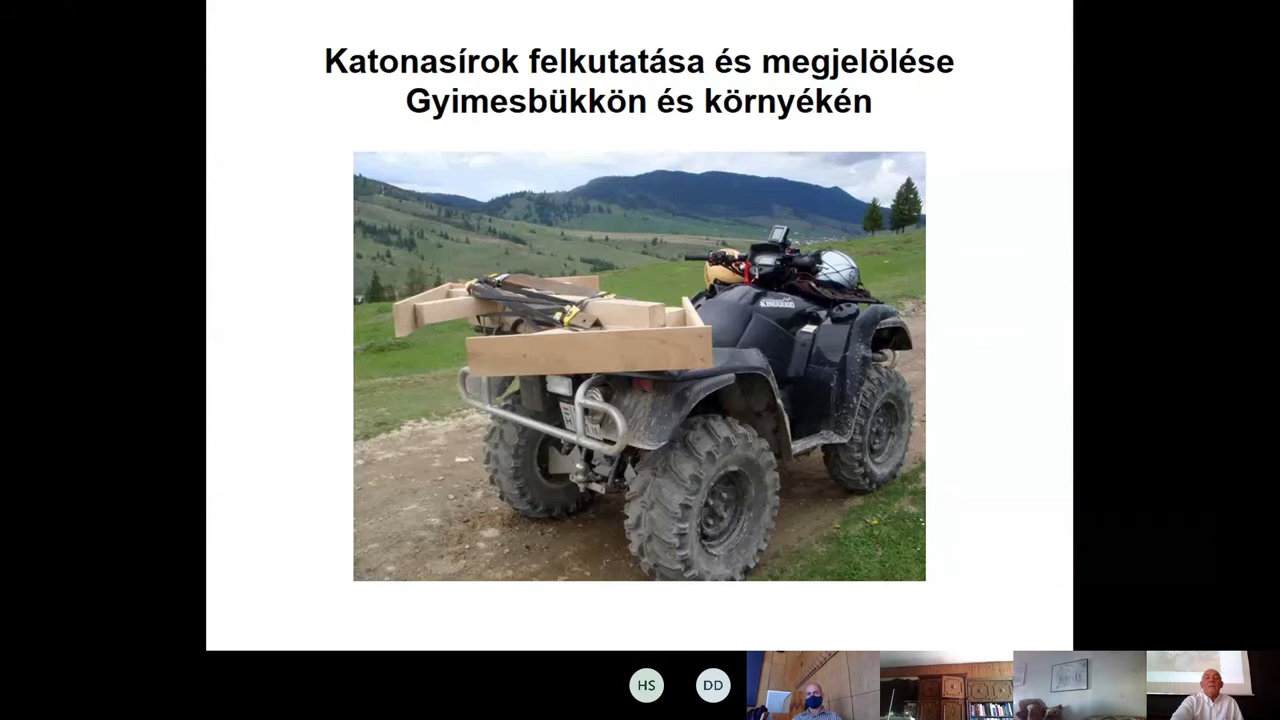 Katonasírok felkutatása és megjelölése
Gyimesbükkön és környékén
HS
DD